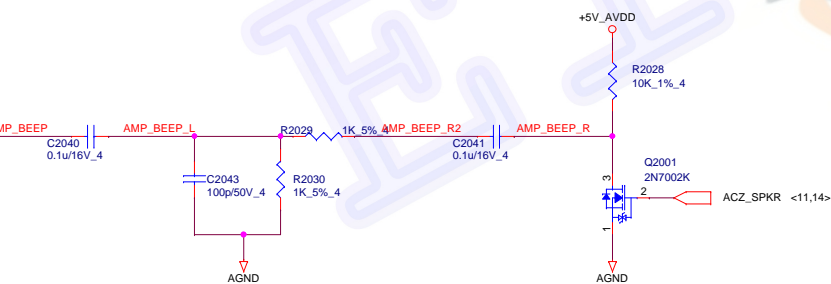 +5V_AVDD
R2028
10K_1%_4
AMP_BEEP
AMP_BEEP_L
R2029
1K_5%_4
AMP_BEEP_R2
AMP_BEEP_R
C2040
0.1u/16V_4
C2041
0.1u/16V_4
Q2001
2N7002K
C2043
100p/50V_4
R2030
1K_5%_4
3
2
ACZ_SPKR <11,14>
1
AGND
AGND